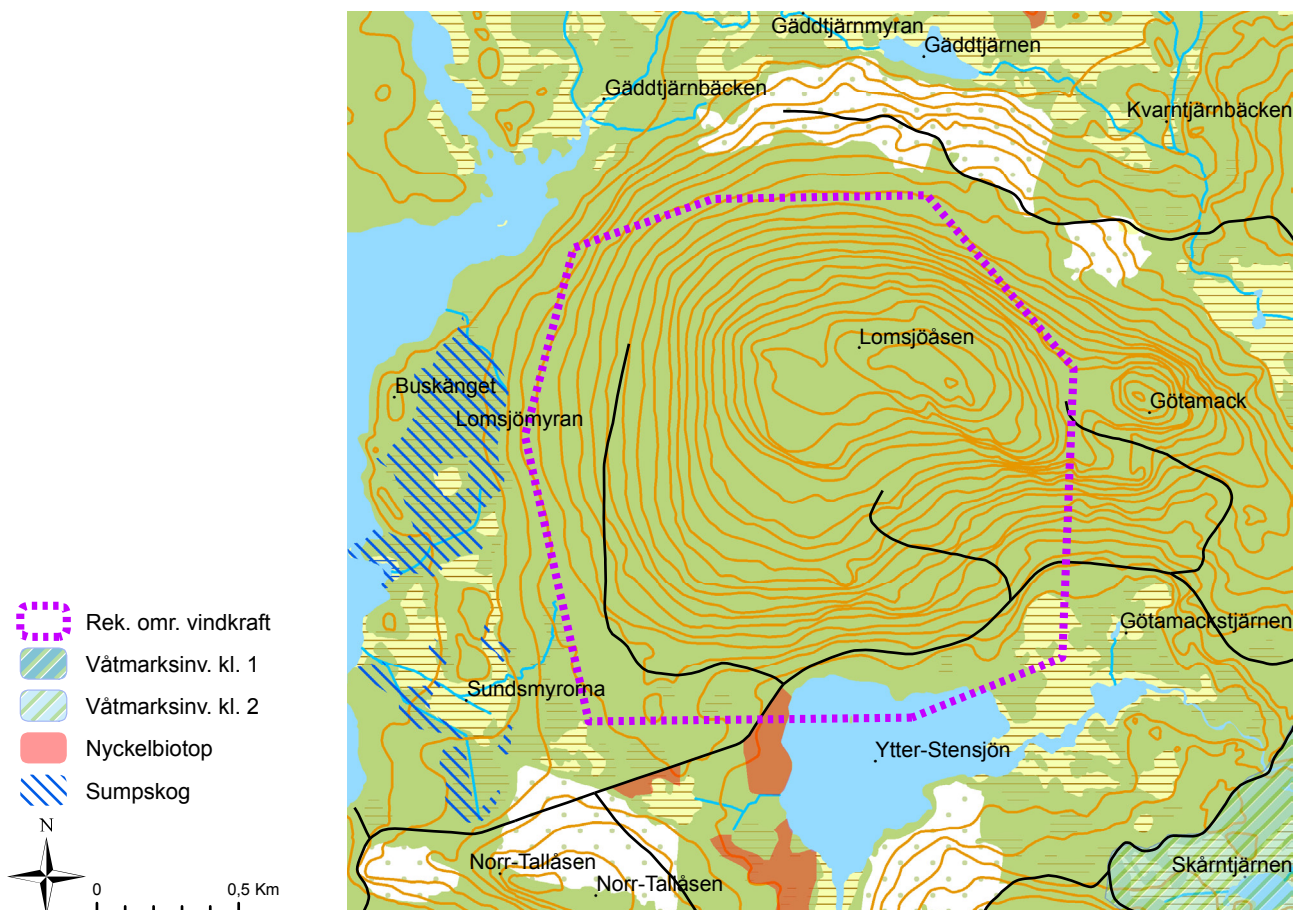 Gäddtjärnmyran
Gäddtjärnen
Gäddtjärnbäcken
Kvarntjärnbäcken
Lomsjöåsen
Buskänget
Götamack
Lomsjömyran
Rek. omr. vindkraft
Götamackstjärnen
Våtmarksinv. kl. 1
Sundsmyrorna
Våtmarksinv. kl. 2
Nyckelbiotop
Ytter-Stensjön
Sumpskog
N
Norr-Tallåsen
Skårntjärnen
Norr-Tallåsen
0 0,5 Km